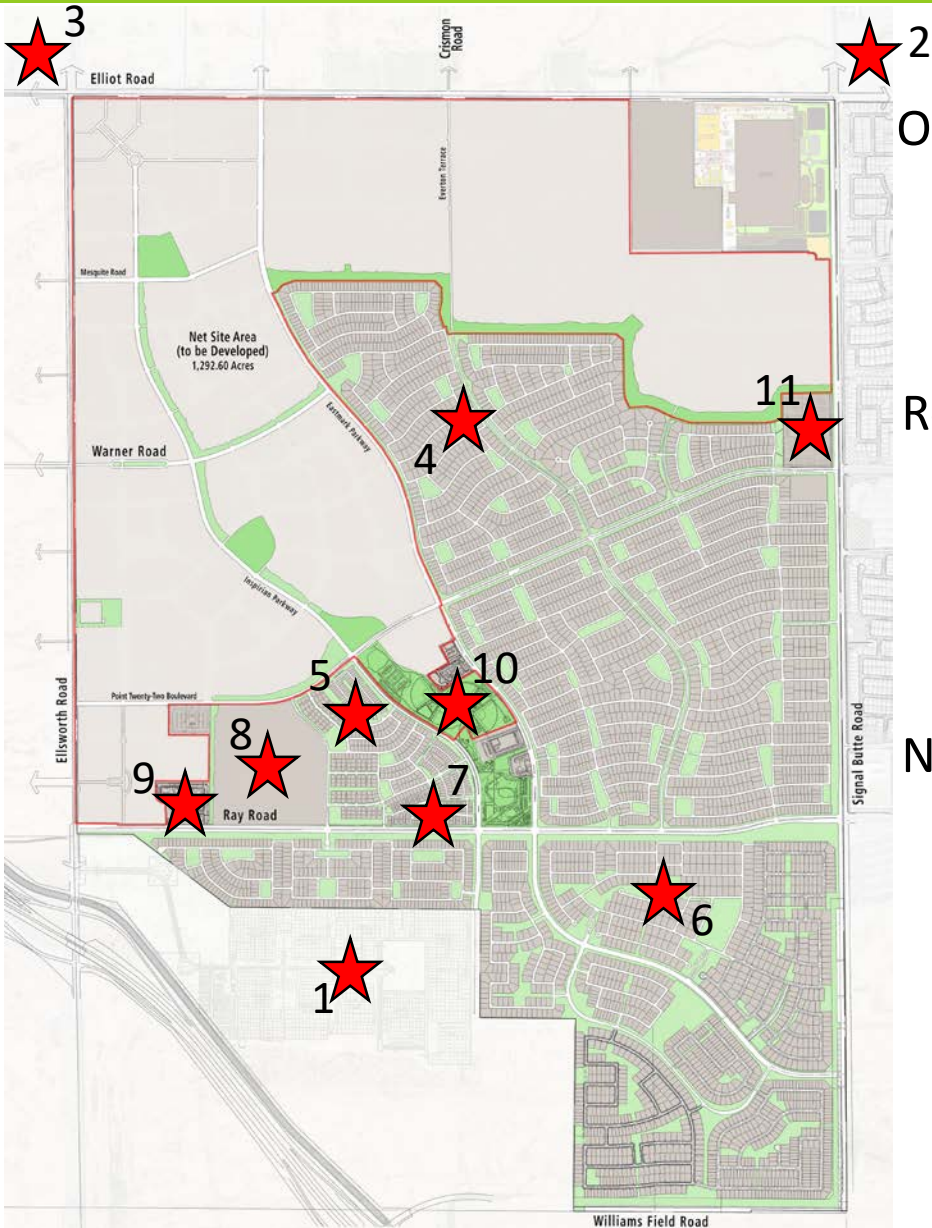 3
2
Crismon
Road
Elliot Road
O
Everton Terrace
Mesquite Road
Net Site Area
(to be Developed)
1,292.60 Acres
11
R
Eastmark Parkway
4
Warner Road
Inspirian Parkway
5
10
Point Twenty-Two Boulevard
Ellsworth Road
Signal Butte Road
8
N
9
7
Ray Road
6
1
Williams Field Road